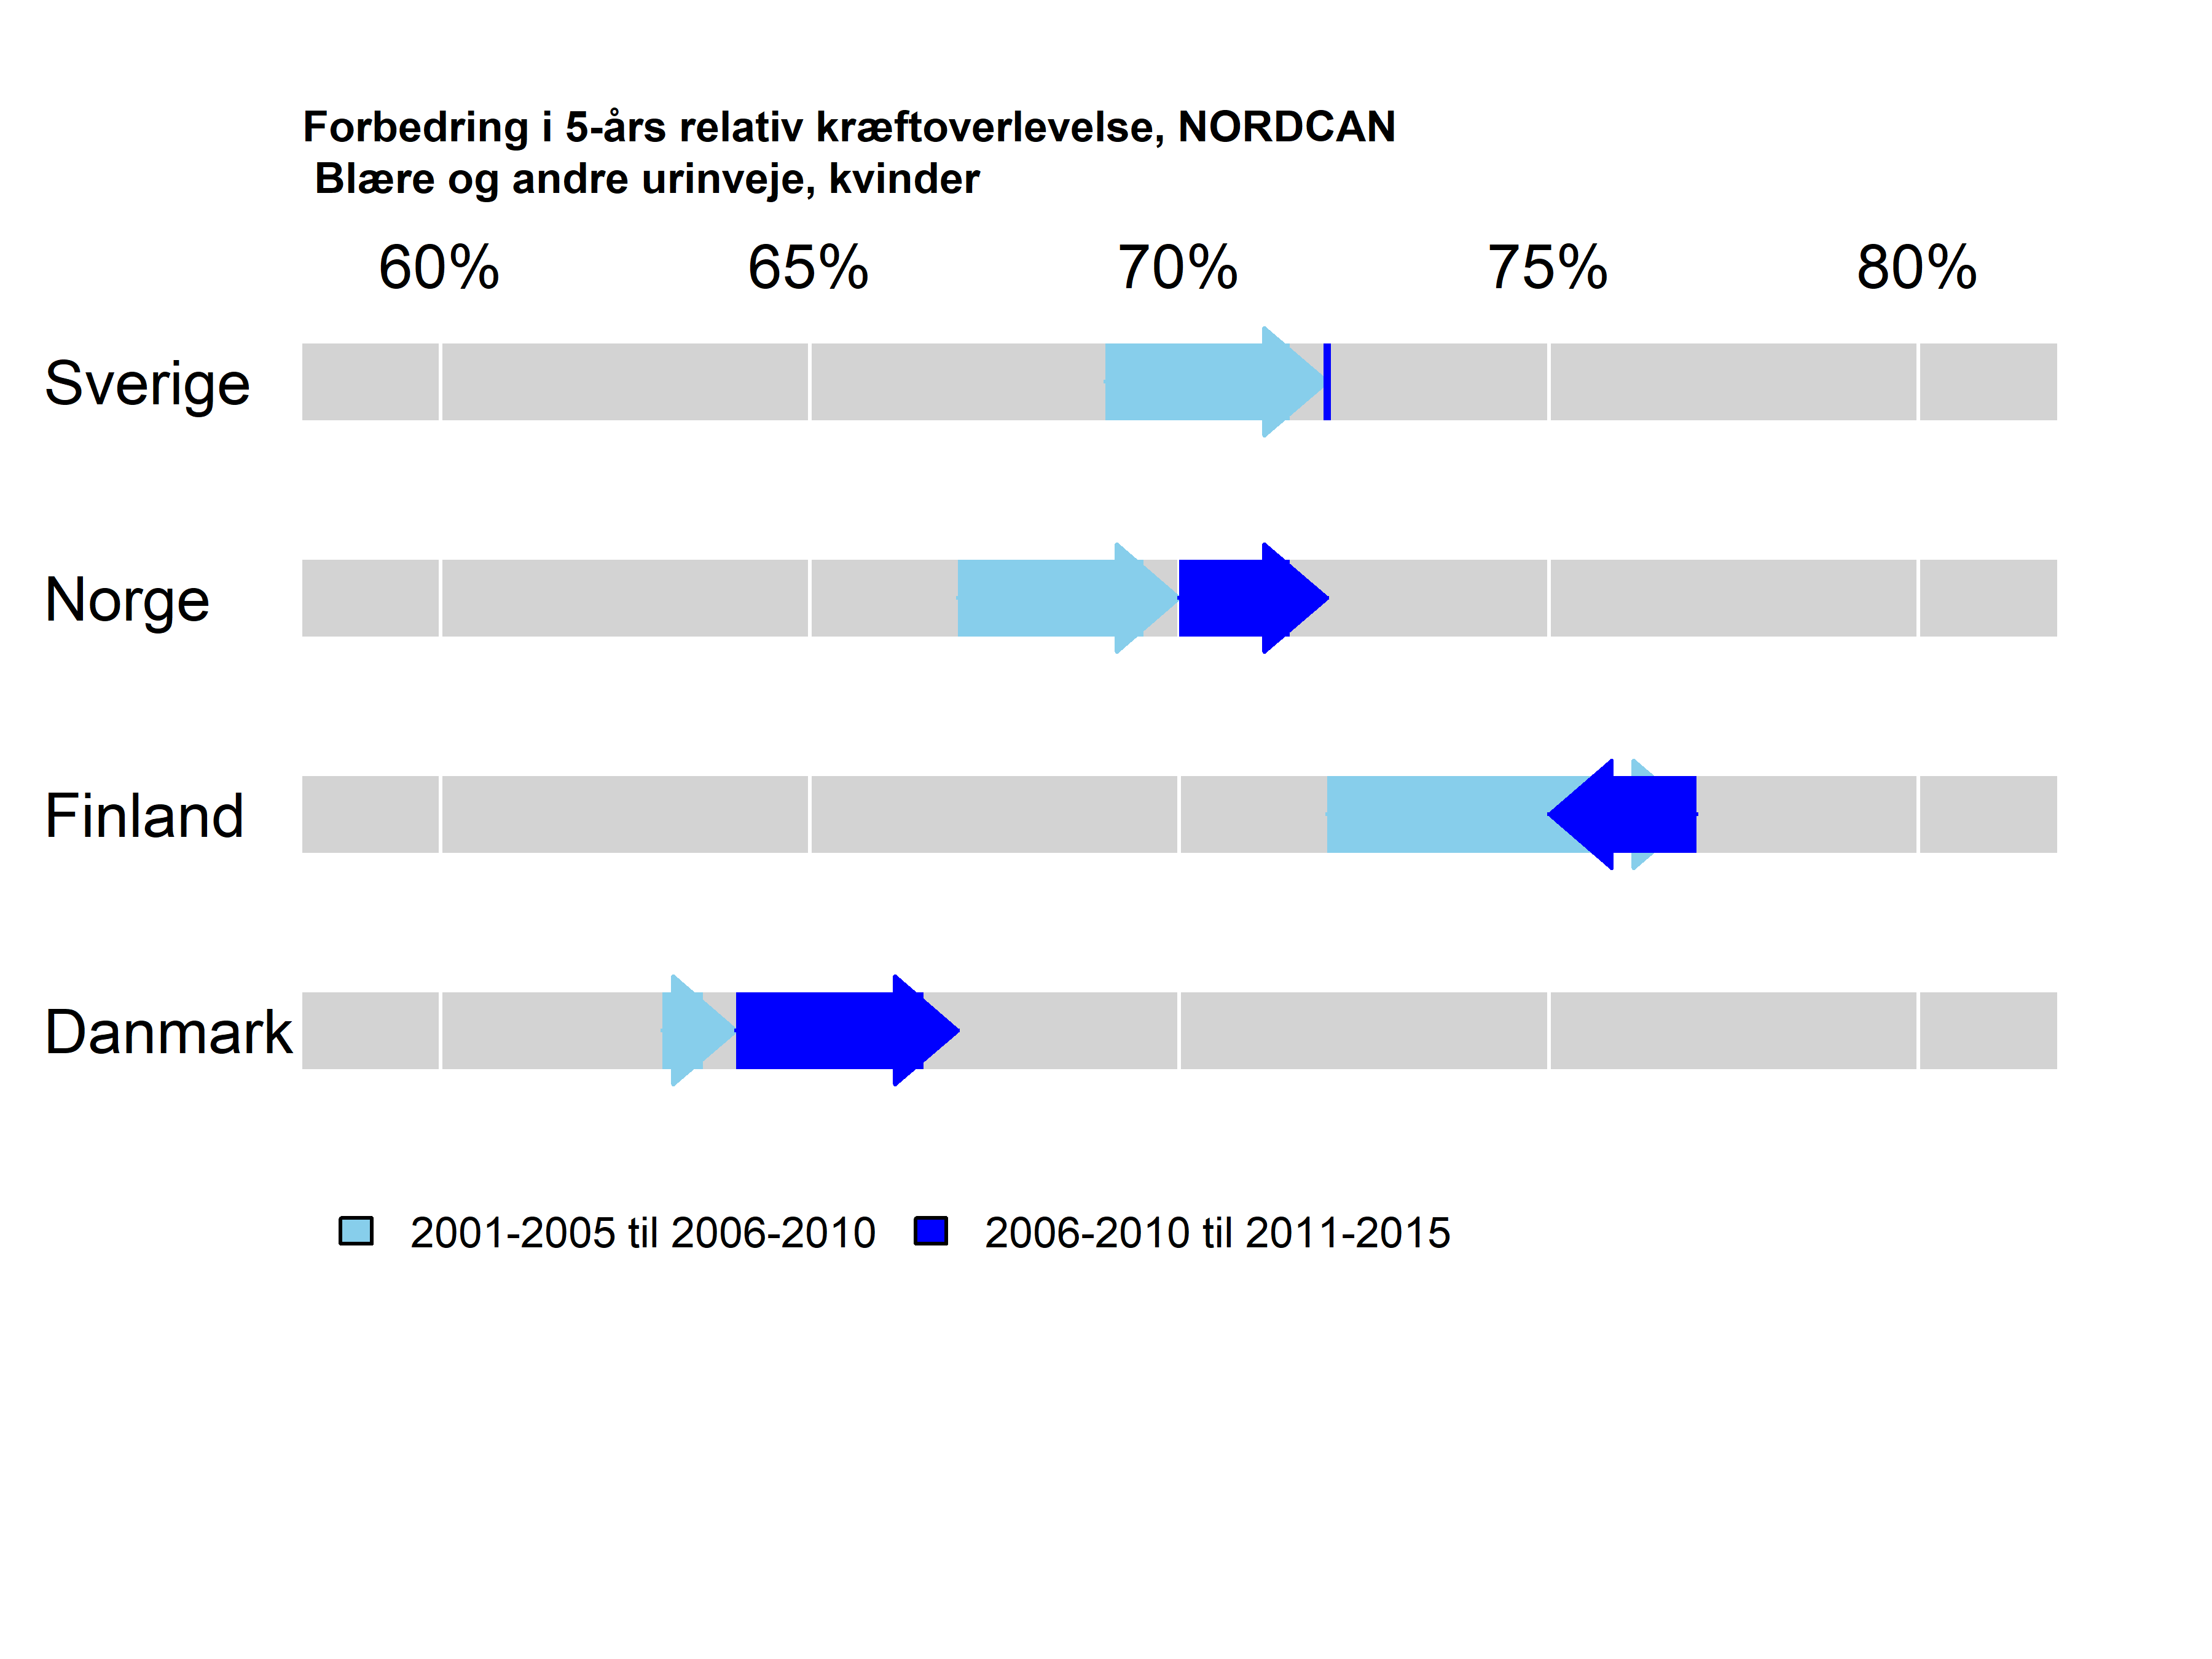 Forbedring i 5-års relativ kræftoverlevelse, NORDCAN
Blære og andre urinveje, kvinder
60% 65% 70% 75% 80%
Sverige
Norge
Finland
Danmark
2001-2005 til 2006-2010 2006-2010 til 2011-2015